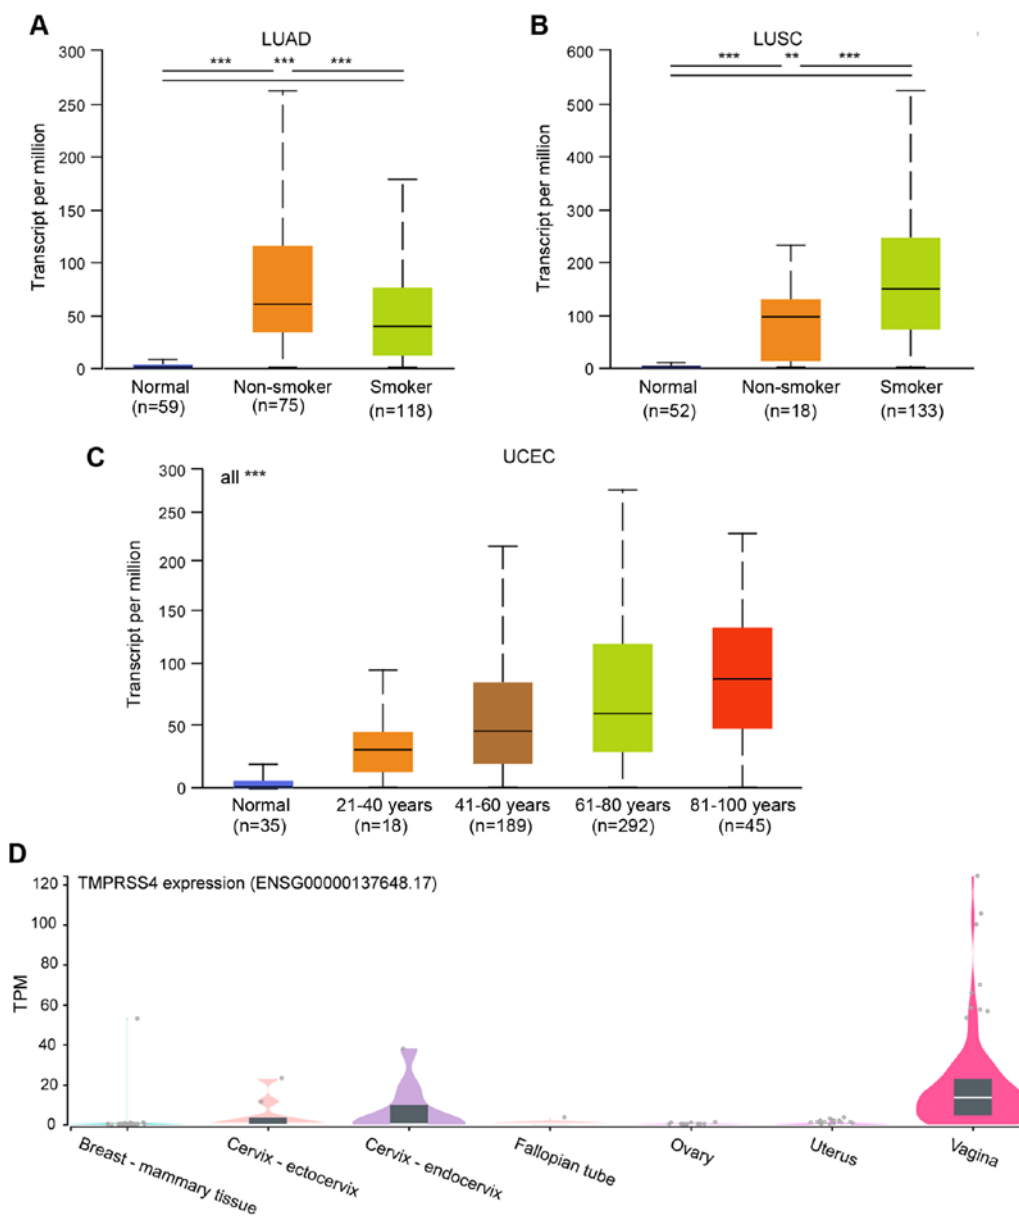 A
LUAD
Transcript per million
300
250
200
150
100
50
0
*** *** ***
Normal
(n=59)
Non-smoker
(n=75)
Smoker
(n=118)
B
LUSC
Transcript per million
600
500
400
300
200
100
0
*** ** ***
Normal
(n=52)
Non-smoker
(n=18)
Smoker
(n=133)
C
UCEC
all ***
Transcript per million
300
250
200
150
100
50
0
Normal
(n=35)
21-40 years
(n=18)
41-60 years
(n=189)
61-80 years
(n=292)
81-100 years
(n=45)
D
TMPRSS4 expression (ENSG00000137648.17)
TPM
120
100
80
60
40
20
0
Breast - mammary tissue
Cervix - ectocervix
Cervix - endocervix
Fallopian tube
Ovary
Uterus
Vagina